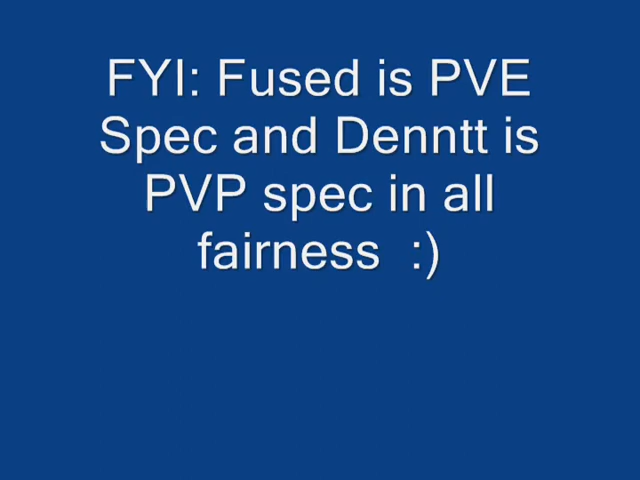 FYI: Fused is PVE
Spec and Denntt is
PVP spec in all
fairness  :)